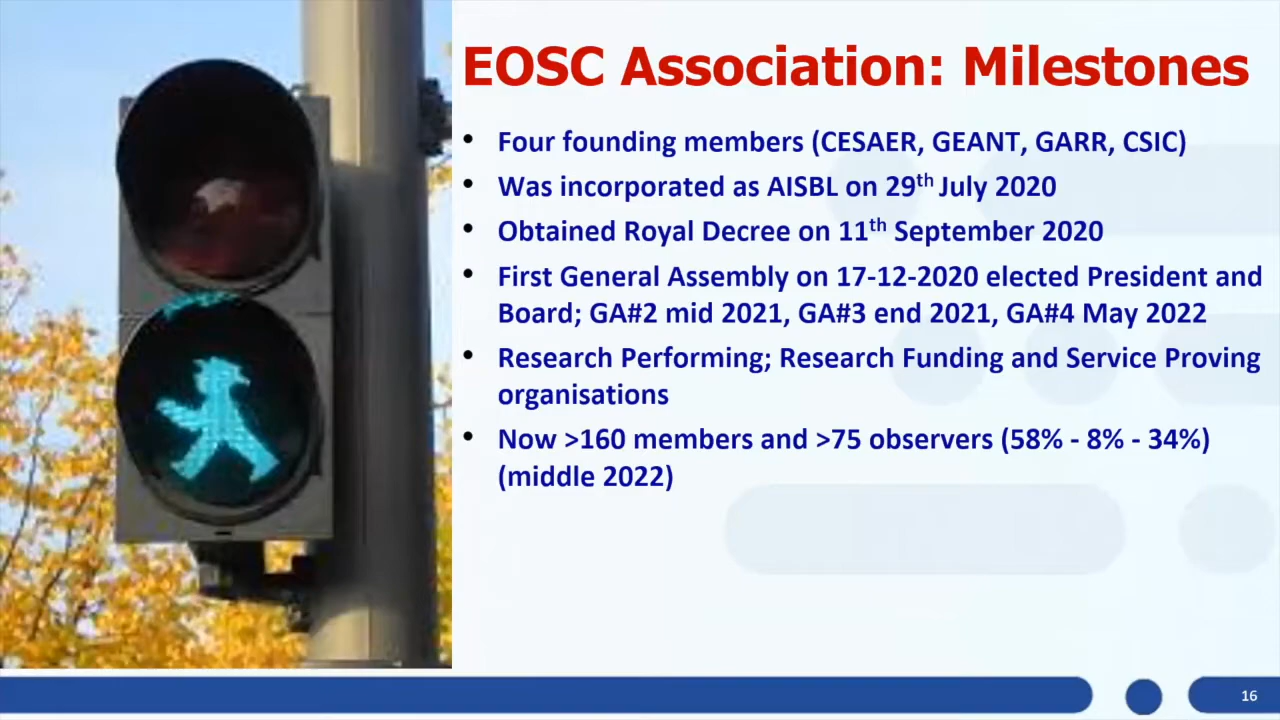 EOSC Association: Milestones
• Four founding members (CESAER, GEANT, GARR, CSIC)
• Was incorporated as AISBL on 29th July 2020
• Obtained Royal Decree on 11th September 2020
• First General Assembly on 17-12-2020 elected President and
Board; GA#2 mid 2021, GA#3 end 2021, GA#4 May 2022
• Research Performing; Research Funding and Service Proving
organisations
• Now >160 members and >75 observers (58% - 8% - 34%)
(middle 2022)
16